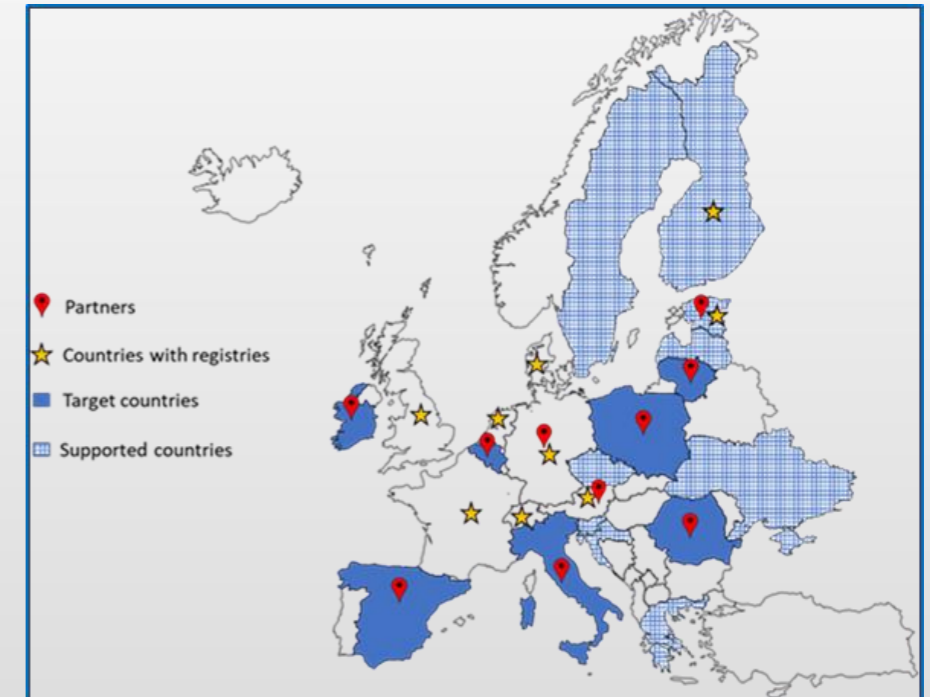 Partners
Countries with registries
Target countries
Supported countries